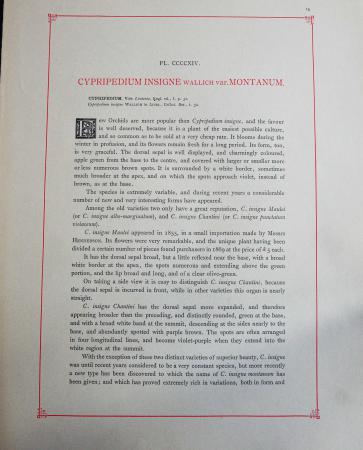 PL. CCCCXIV.
CYPRIPEDIUM INSIGNE WALLICH var. MONTANUM.
CYPRIPEDIUM. Vide Lindenia, Engl. ed., 1, p. 30.
Cypripedium insigne WALLICH in LINDL., Collect. Bot., t. 32.
Few Orchids are more popular than Cypripedium insigne, and the favour
is well deserved, because it is a plant of the easiest possible culture,
and so common as to be sold at a very cheap rate. It blooms during the
winter in profusion, and its flowers remain fresh for a long period. Its form, too,
is very graceful. The dorsal sepal is well displayed, and charmingly coloured,
apple green from the base to the centre, and covered with larger or smaller more
or less numerous brown spots. It is surrounded by a white border, sometimes
much broader at the apex, and on which the spots approach violet, instead of
brown, as at the base.
The species is extremely variable, and during recent years a considerable
number of new and very interesting forms have appeared.
Among the old varieties two only have a great reputation, C. insigne Maulei
(or C. insigne albo-marginatum), and C. insigne Chantini (or C. insigne punctatum
violaceum).
C. insigne Maulei appeared in 1855, in a small importation made by MESSRS
HENDERSON. Its flowers were very remarkable, and the unique plant having been
divided a certain number of pieces found purchasers in 1869 at the price of £ 5 each.
It has the dorsal sepal broad, but a little reflexed near the base, with a broad
white border at the apex, the spots numerous and extending above the green
portion, and the lip broad and long, and of a clear olive-green.
On taking a side view it is easy to distinguish C. insigne Chantini, because
the dorsal sepal is incurved in front, while in other varieties this organ is nearly
straight.
C. insigne Chantini has the dorsal sepal more expanded, and therefore
appearing broader than the preceding, and distinctly rounded, green at the base,
and with a broad white band at the summit, descending at the sides nearly to the
base, and abundantly spotted with purple brown. The spots are often arranged
in four longitudinal lines, and become violet-purple when they extend into the
white region at the summit.
With the exception of these two distinct varieties of superior beauty, C. insigne
was until recent years considered to be a very constant species, but more recently
a new type has been discovered to which the name of C. insigne montanum has
been given; and which has proved extremely rich in variations, both in form and